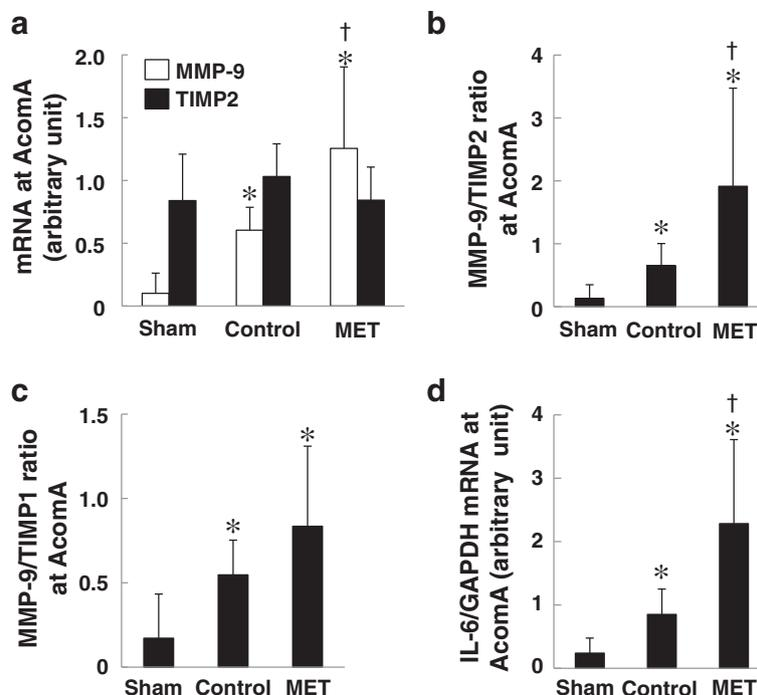 a
mRNA at AcomA
(arbitrary unit)
2.0
1.5
1.0
0.5
0
MMP-9
TIMP2
*
†
*
Sham Control MET
b
MMP-9/TIMP2 ratio
at AcomA
4
3
2
1
0
*
†
*
Sham Control MET
c
MMP-9/TIMP1 ratio
at AcomA
1.5
1.0
0.5
0
*
*
Sham Control MET
d
IL-6/GAPDH mRNA at
AcomA (arbitrary unit)
4
3
2
1
0
*
†
*
Sham Control MET